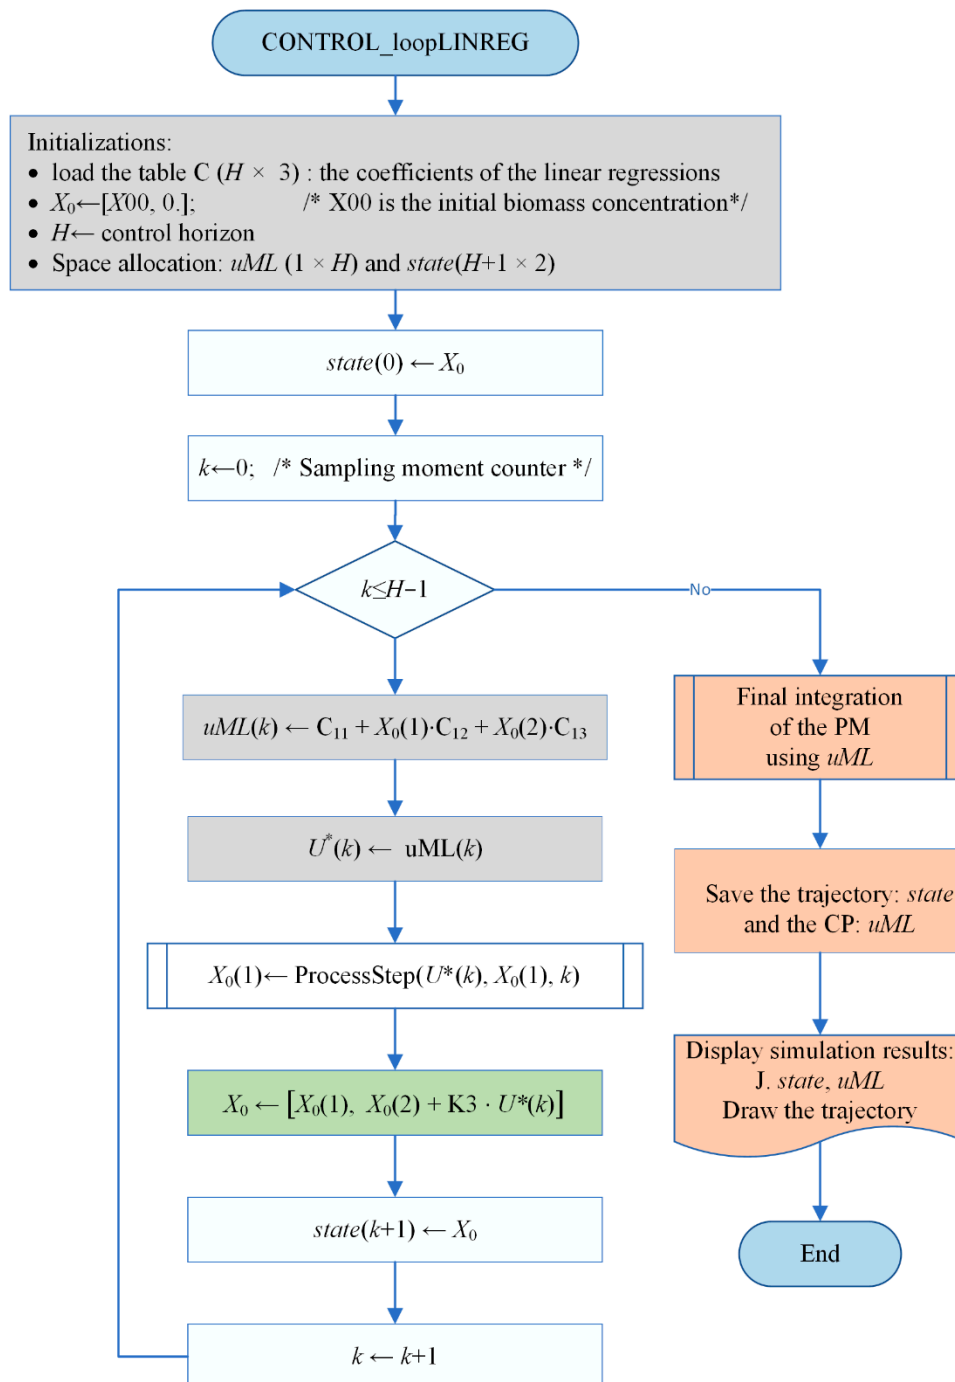 CONTROL_loopLINREG
Initializations:
• load the table C (H × 3) : the coefficients of the linear regressions
• X₀←[X00, 0.]; /* X00 is the initial biomass concentration*/
• H← control horizon
• Space allocation: uML (1 × H) and state(H+1 × 2)
state(0) ← X₀
k←0; /* Sampling moment counter */
k≤H−1
No
uML(k) ← C₁₁ + X₀(1)·C₁₂ + X₀(2)·C₁₃
U*(k) ← uML(k)
X₀(1)← ProcessStep(U*(k), X₀(1), k)
X₀ ← [X₀(1), X₀(2) + K3 · U*(k)]
state(k+1) ← X₀
k ← k+1
Final integration
of the PM
using uML
Save the trajectory: state
and the CP: uML
Display simulation results:
J. state, uML
Draw the trajectory
End